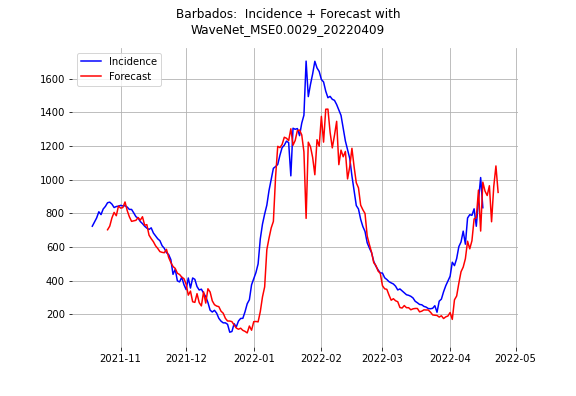 Barbados:  Incidence + Forecast with
WaveNet_MSE0.0029_20220409
Incidence
Forecast
1600
1400
1200
1000
800
600
400
200
2021-11 2021-12 2022-01 2022-02 2022-03 2022-04 2022-05